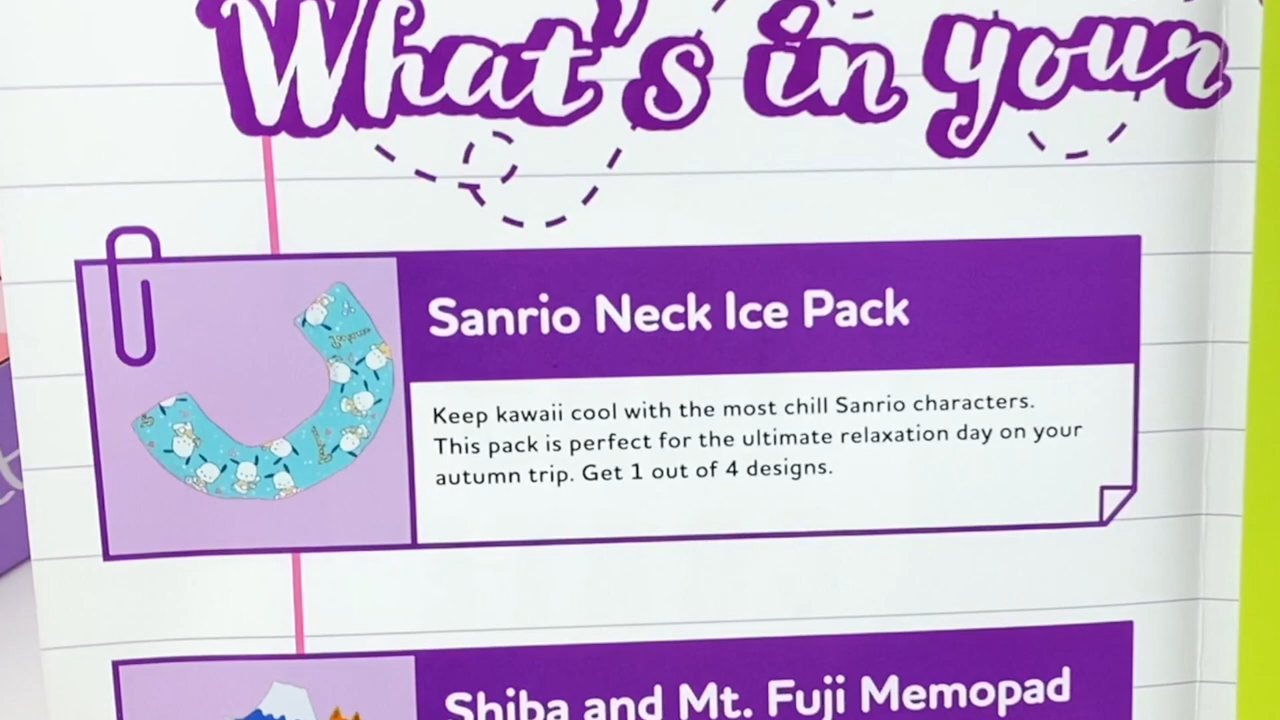 What's in your
Sanrio Neck Ice Pack
Keep kawaii cool with the most chill Sanrio characters.
This pack is perfect for the ultimate relaxation day on your
autumn trip. Get 1 out of 4 designs.
Shiba and Mt. Fuji Memopad